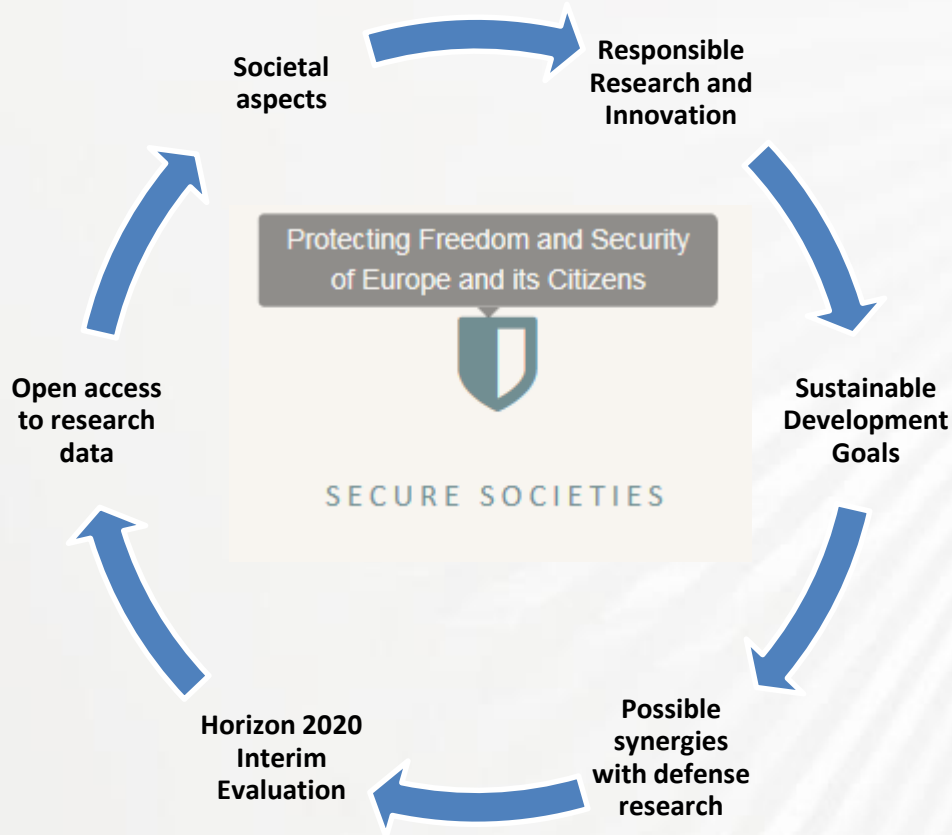 Societal
aspects
Responsible
Research and
Innovation
Protecting Freedom and Security
of Europe and its Citizens
SECURE SOCIETIES
Sustainable
Development
Goals
Possible
synergies
with defense
research
Horizon 2020
Interim
Evaluation
Open access
to research
data